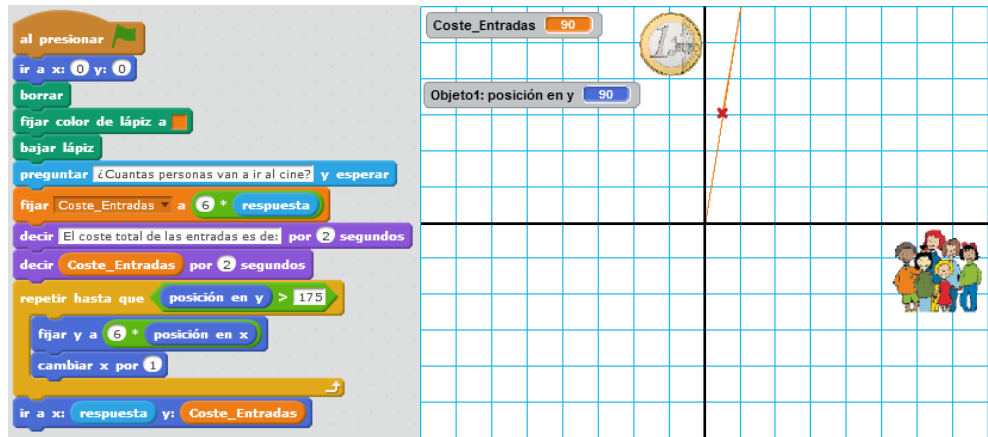 al presionar
ir a x: 0 y: 0
borrar
fijar color de lápiz a
bajar lápiz
preguntar ¿Cuantas personas van a ir al cine? y esperar
fijar Coste_Entradas a 6 * respuesta
decir El coste total de las entradas es de: por 2 segundos
decir Coste_Entradas por 2 segundos
repetir hasta que posición en y > 175
fijar y a 6 * posición en x
cambiar x por 1
ir a x: respuesta y: Coste_Entradas
Coste_Entradas 90
Objeto1: posición en y 90
1